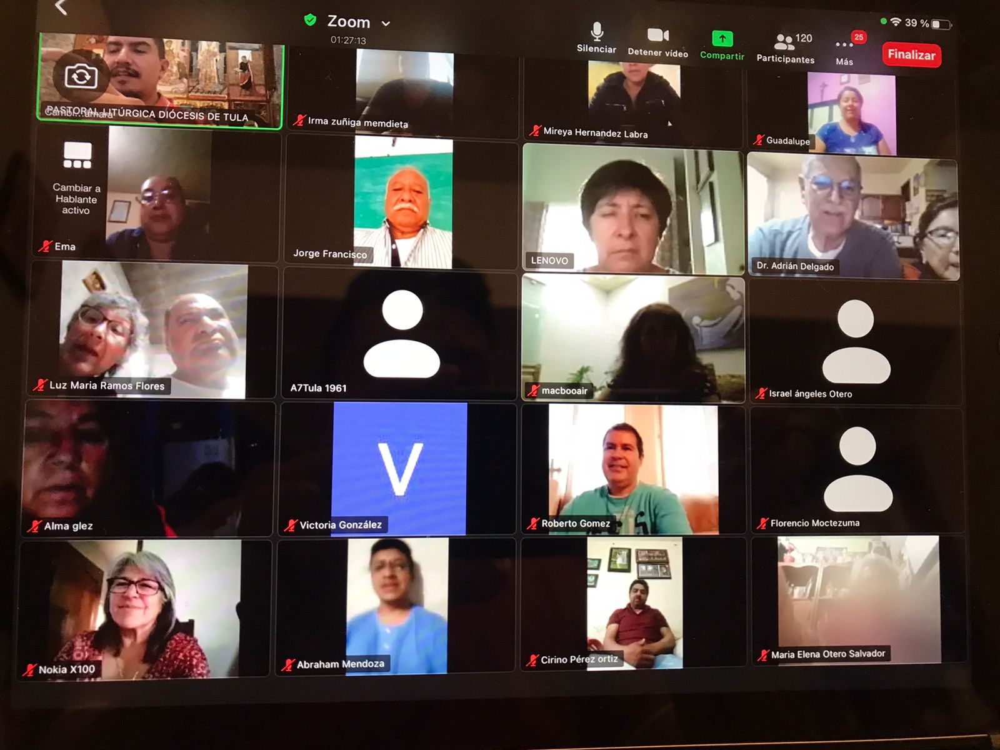 Zoom
01:27:13
39 %
Silenciar
Detener vídeo
Compartir
120
Participantes
25
Más
Finalizar
PASTORAL LITÚRGICA DIÓCESIS DE TULA
Irma zuñiga memdieta
Mireya Hernandez Labra
Guadalupe
Cambiar a
Hablante
activo
Ema
Jorge Francisco
LENOVO
Dr. Adrián Delgado
Luz Maria Ramos Flores
A7Tula 1961
macbooair
Israel ángeles Otero
Alma glez
V
Victoria González
Roberto Gomez
Florencio Moctezuma
Nokia X100
Abraham Mendoza
Cirino Pérez ortiz
Maria Elena Otero Salvador